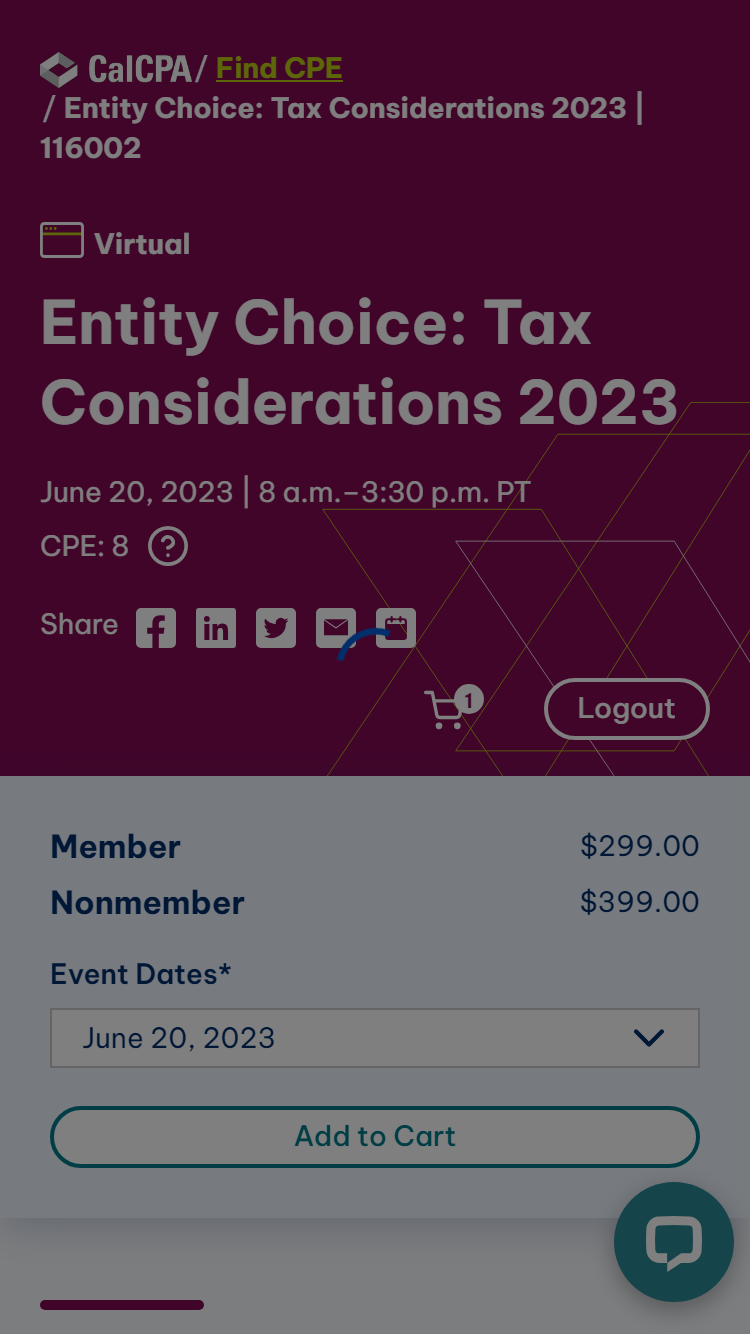 CalCPA / Find CPE
/ Entity Choice: Tax Considerations 2023 |
116002
Virtual
Entity Choice: Tax
Considerations 2023
June 20, 2023 | 8 a.m.–3:30 p.m. PT
CPE: 8 ?
Share
1
Logout
Member $299.00
Nonmember $399.00
Event Dates*
June 20, 2023
Add to Cart